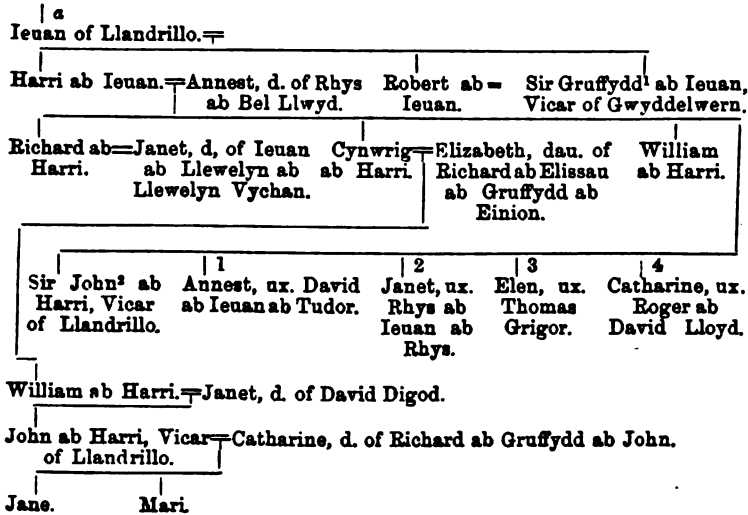 a
Ieuan of Llandrillo.=
Harri ab Ieuan.=Annest, d. of Rhys ab Bel Llwyd. Robert ab= Ieuan. Sir Gruffydd¹ ab Ieuan, Vicar of Gwyddelwern.
Richard ab Harri.=Janet, d, of Ieuan ab Llewelyn ab Llewelyn Vychan. Cynwrig ab Harri.=Elizabeth, dau. of Richard ab Elissau ab Gruffydd ab Einion. William ab Harri.
Sir John² ab Harri, Vicar of Llandrillo. 1 Annest, ux. David ab Ieuan ab Tudor. 2 Janet, ux. Rhys ab Ieuan ab Rhys. 3 Elen, ux. Thomas Grigor. 4 Catharine, ux. Roger ab David Lloyd.
William ab Harri.=Janet, d. of David Digod.
John ab Harri, Vicar of Llandrillo.=Catharine, d. of Richard ab Gruffydd ab John.
Jane. Mari.